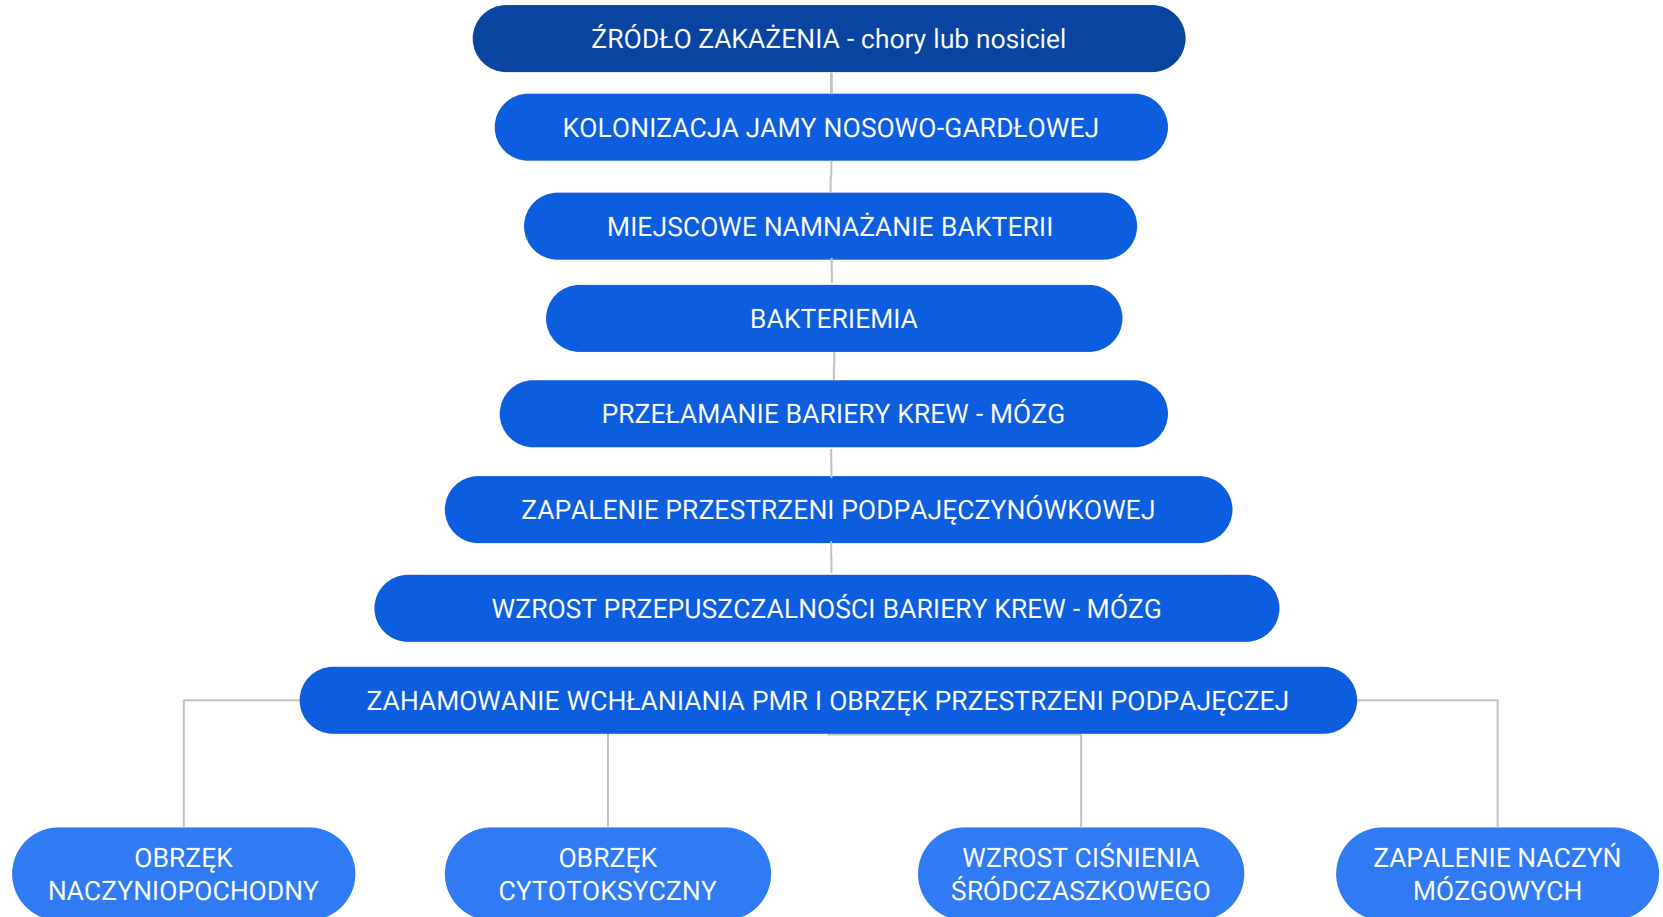 ŹRÓDŁO ZAKAŻENIA - chory lub nosiciel
KOLONIZACJA JAMY NOSOWO-GARDŁOWEJ
MIEJSCOWE NAMNAŻANIE BAKTERII
BAKTERIEMIA
PRZEŁAMANIE BARIERY KREW - MÓZG
ZAPALENIE PRZESTRZENI PODPAJĘCZYNÓWKOWEJ
WZROST PRZEPUSZCZALNOŚCI BARIERY KREW - MÓZG
ZAHAMOWANIE WCHŁANIANIA PMR I OBRZĘK PRZESTRZENI PODPAJĘCZEJ
OBRZĘK
NACZYNIOPOCHODNY
OBRZĘK
CYTOTOKSYCZNY
WZROST CIŚNIENIA
ŚRÓDCZASZKOWEGO
ZAPALENIE NACZYŃ
MÓZGOWYCH